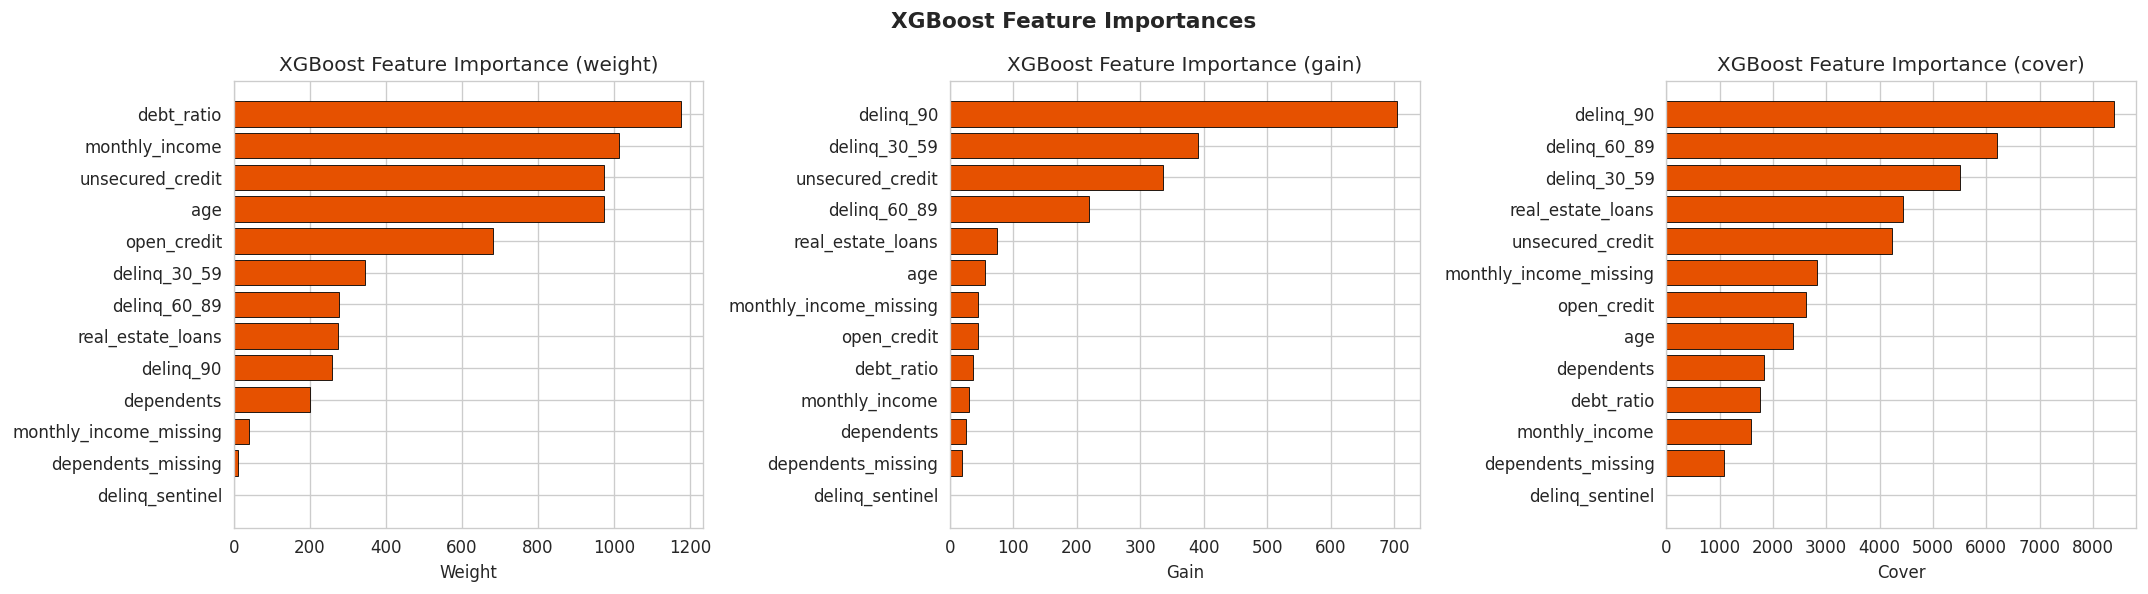 XGBoost Feature Importances
XGBoost Feature Importance (weight)
debt_ratio
monthly_income
unsecured_credit
age
open_credit
delinq_30_59
delinq_60_89
real_estate_loans
delinq_90
dependents
monthly_income_missing
dependents_missing
delinq_sentinel
0 200 400 600 800 1000 1200
Weight
XGBoost Feature Importance (gain)
delinq_90
delinq_30_59
unsecured_credit
delinq_60_89
real_estate_loans
age
monthly_income_missing
open_credit
debt_ratio
monthly_income
dependents
dependents_missing
delinq_sentinel
0 100 200 300 400 500 600 700
Gain
XGBoost Feature Importance (cover)
delinq_90
delinq_60_89
delinq_30_59
real_estate_loans
unsecured_credit
monthly_income_missing
open_credit
age
dependents
debt_ratio
monthly_income
dependents_missing
delinq_sentinel
0 1000 2000 3000 4000 5000 6000 7000 8000
Cover